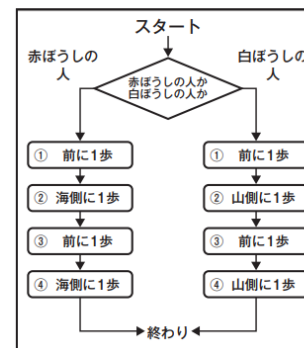 スタート
赤ぼうしの
人
白ぼうしの
人
赤ぼうしの人か
白ぼうしの人か
① 前に1歩
② 海側に1歩
③ 前に1歩
④ 海側に1歩
① 前に1歩
② 山側に1歩
③ 前に1歩
④ 山側に1歩
終わり